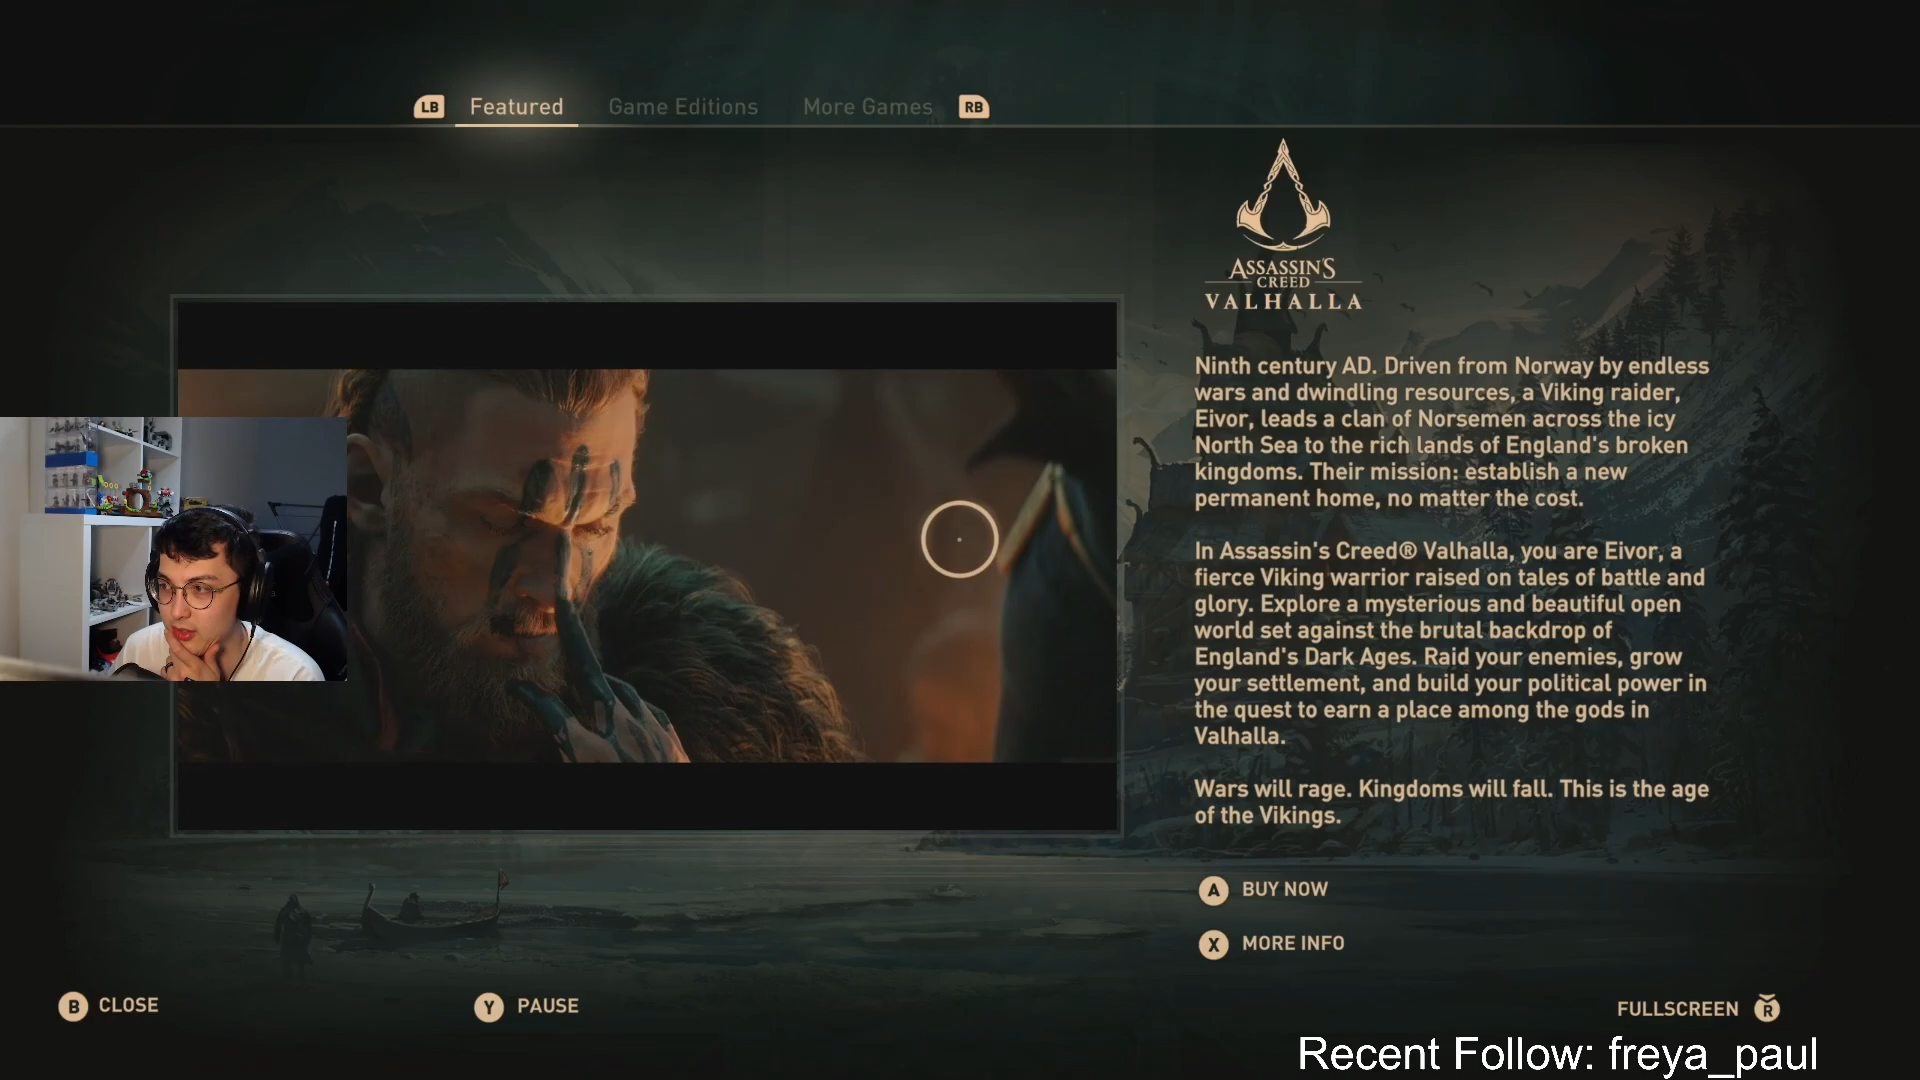 LB Featured Game Editions More Games RB
ASSASSIN'S
CREED
VALHALLA
Ninth century AD. Driven from Norway by endless
wars and dwindling resources, a Viking raider,
Eivor, leads a clan of Norsemen across the icy
North Sea to the rich lands of England's broken
kingdoms. Their mission: establish a new
permanent home, no matter the cost.
In Assassin's Creed® Valhalla, you are Eivor, a
fierce Viking warrior raised on tales of battle and
glory. Explore a mysterious and beautiful open
world set against the brutal backdrop of
England's Dark Ages. Raid your enemies, grow
your settlement, and build your political power in
the quest to earn a place among the gods in
Valhalla.
Wars will rage. Kingdoms will fall. This is the age
of the Vikings.
A BUY NOW
X MORE INFO
B CLOSE
Y PAUSE
FULLSCREEN R
Recent Follow: freya_paul